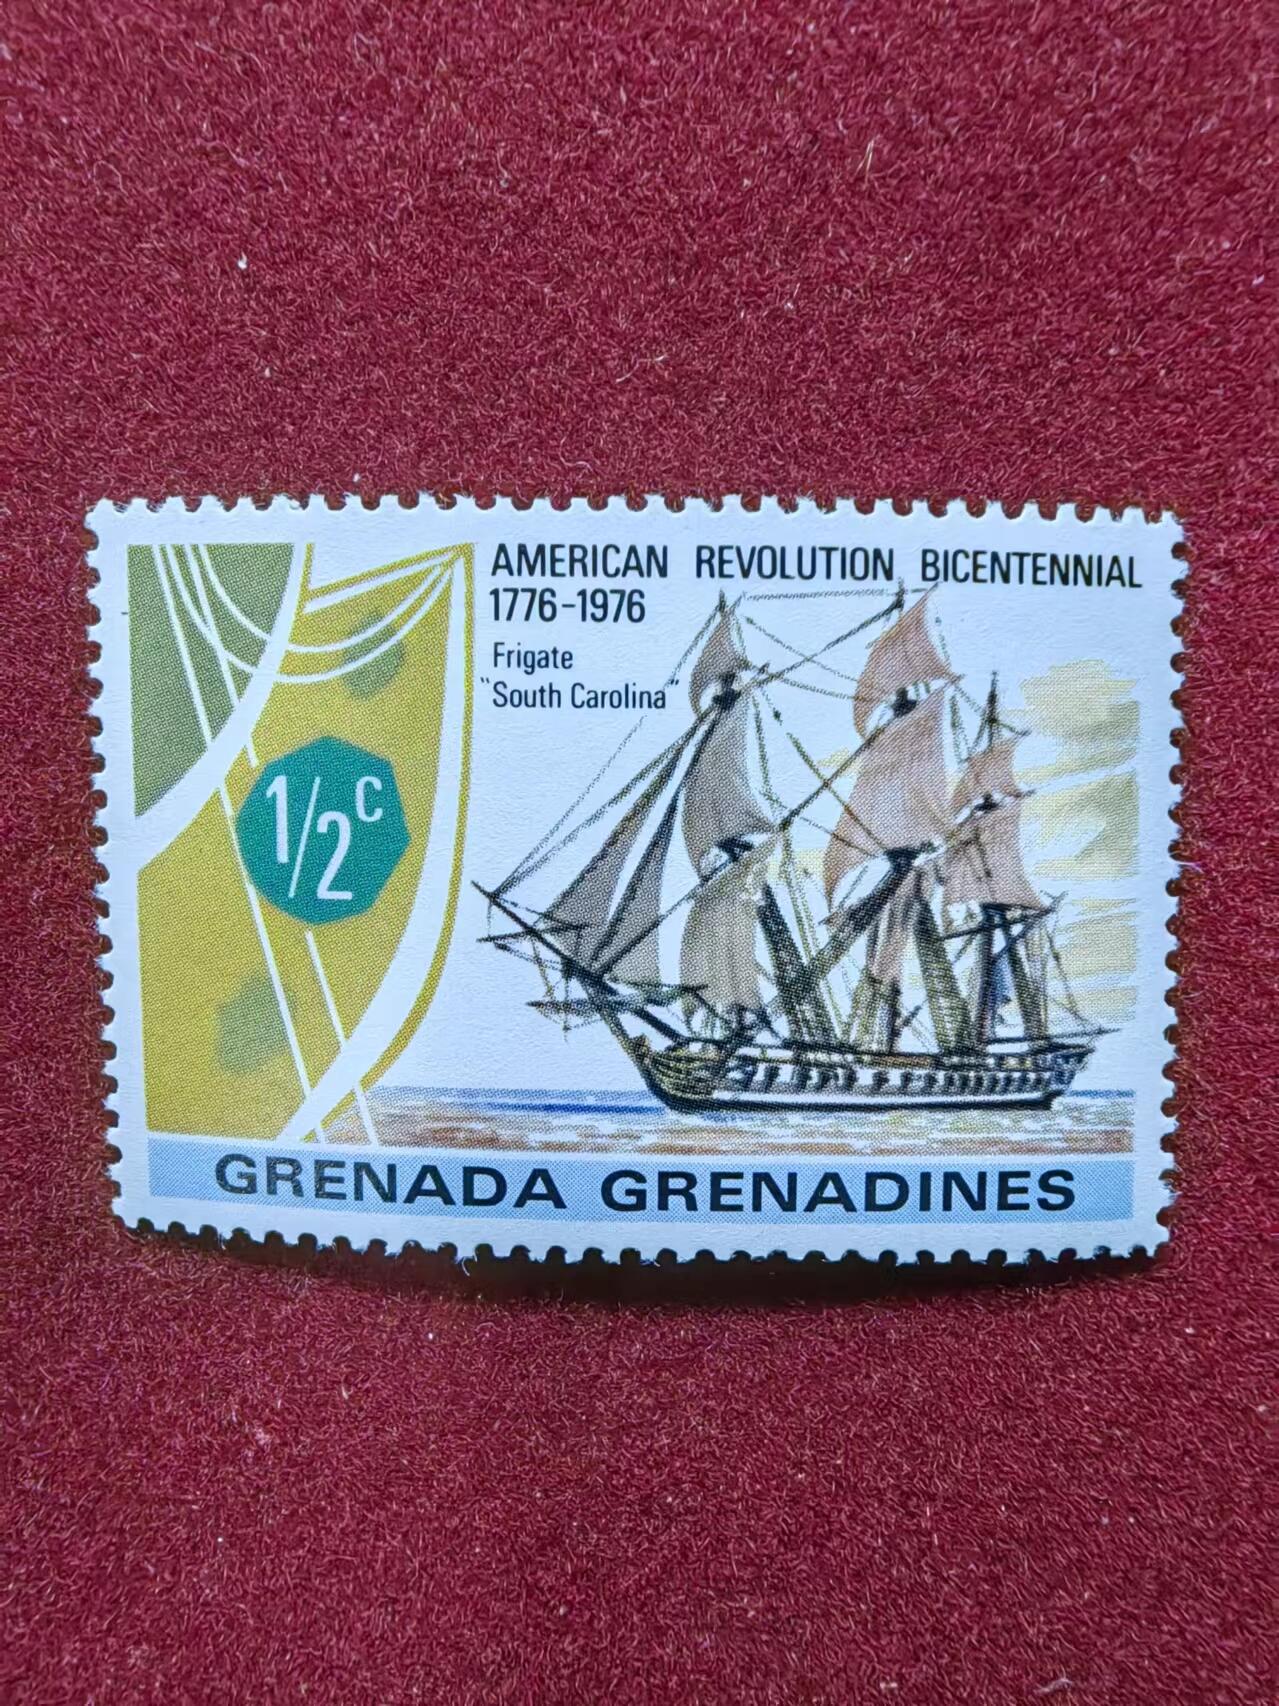 AMERICAN REVOLUTION BICENTENNIAL
1776-1976
Frigate
"South Carolina"
1/2c
GRENADA GRENADINES